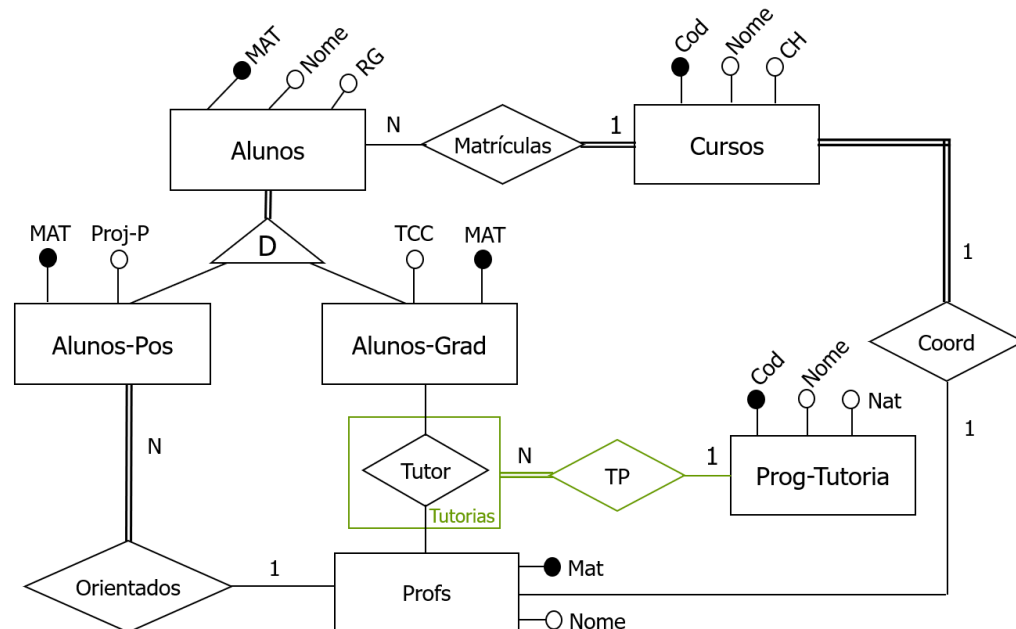 MAT
Nome
RG
Cod
Nome
CH
Alunos
N
Matrículas
1
Cursos
MAT
Proj-P
D
TCC
MAT
1
Alunos-Pos
Alunos-Grad
Coord
Cod
Nome
Nat
1
N
Tutor
N
TP
1
Prog-Tutoria
Tutorias
Orientados
1
Profs
Mat
Nome